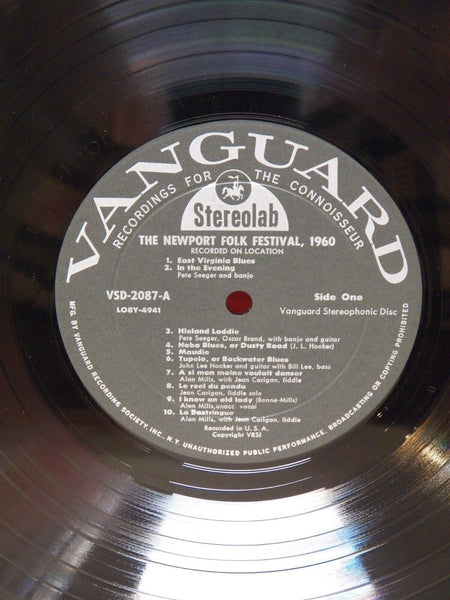 VANGUARD
RECORDINGS FOR THE CONNOISSEUR
Stereolab
THE NEWPORT FOLK FESTIVAL, 1960
RECORDED ON LOCATION
1. East Virginia Blues
2. In the Evening
Pete Seeger and banjo
VSD-2087-A
LO8Y-4941
Side One
Vanguard Stereophonic Disc
3. Hieland Laddie
Pete Seeger, Oscar Brand, with banjo and guitar
4. Hobo Blues, or Dusty Road (J. L. Hooker)
5. Maudie
6. Tupelo, or Backwater Blues
John Lee Hooker and guitar with Bill Lee, bass
7. A si mon moine voulait danser
Alan Mills, with Jean Carigan, fiddle
8. Le reel du pendu
Jean Carigan, fiddle solo
9. I know an old lady (Bonne-Mills)
Alan Mills, unacc. vocal
10. La Bastringue
Alan Mills, with Jean Carigan, fiddle
Recorded in U. S. A.
Copyright VRSI
MFG. BY VANGUARD RECORDING SOCIETY INC., N.Y. UNAUTHORIZED PUBLIC PERFORMANCE, BROADCASTING OR COPYING PROHIBITED